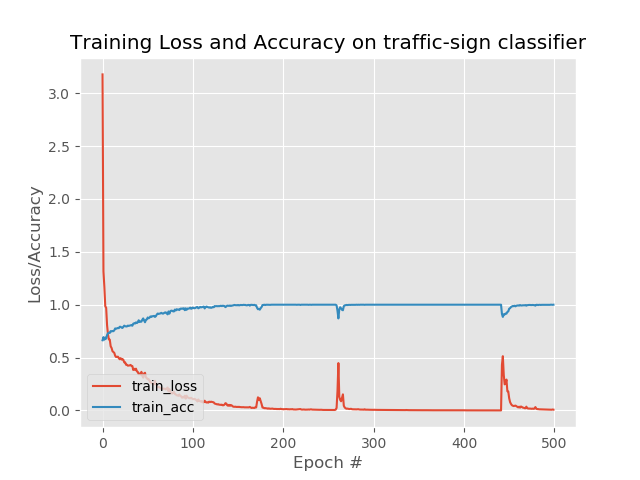 Training Loss and Accuracy on traffic-sign classifier
3.0
2.5
2.0
1.5
1.0
0.5
0.0
Loss/Accuracy
train_loss
train_acc
0 100 200 300 400 500
Epoch #